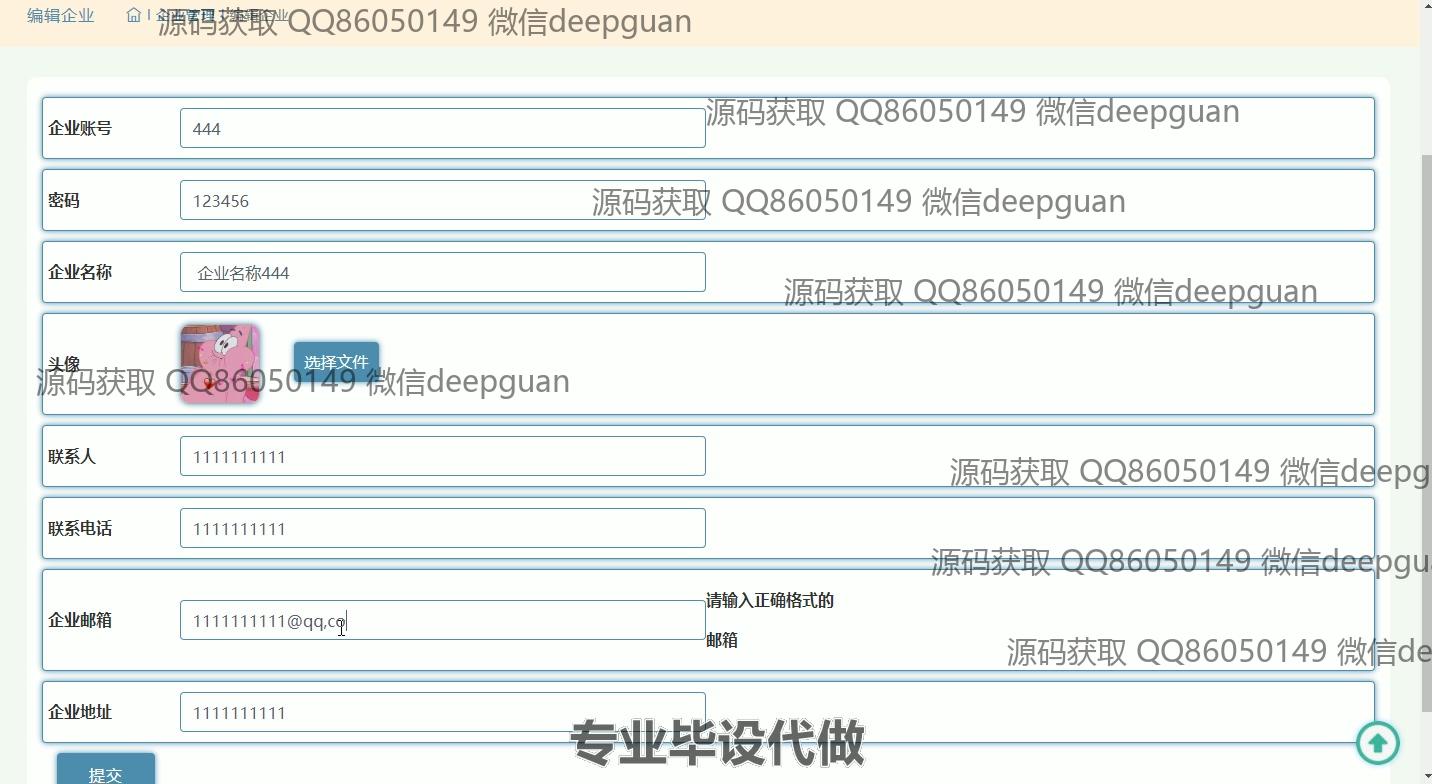 编辑企业 企业管理 编辑企业
源码获取 QQ86050149 微信deepguan
源码获取 QQ86050149 微信deepguan
企业账号 444
密码 123456
源码获取 QQ86050149 微信deepguan
企业名称 企业名称444
源码获取 QQ86050149 微信deepguan
头像 选择文件
源码获取 QQ86050149 微信deepguan
联系人 1111111111
源码获取 QQ86050149 微信deepg
联系电话 1111111111
源码获取 QQ86050149 微信deepgu
请输入正确格式的
企业邮箱 1111111111@qq,co
邮箱
源码获取 QQ86050149 微信de
企业地址 1111111111
专业毕设代做
提交